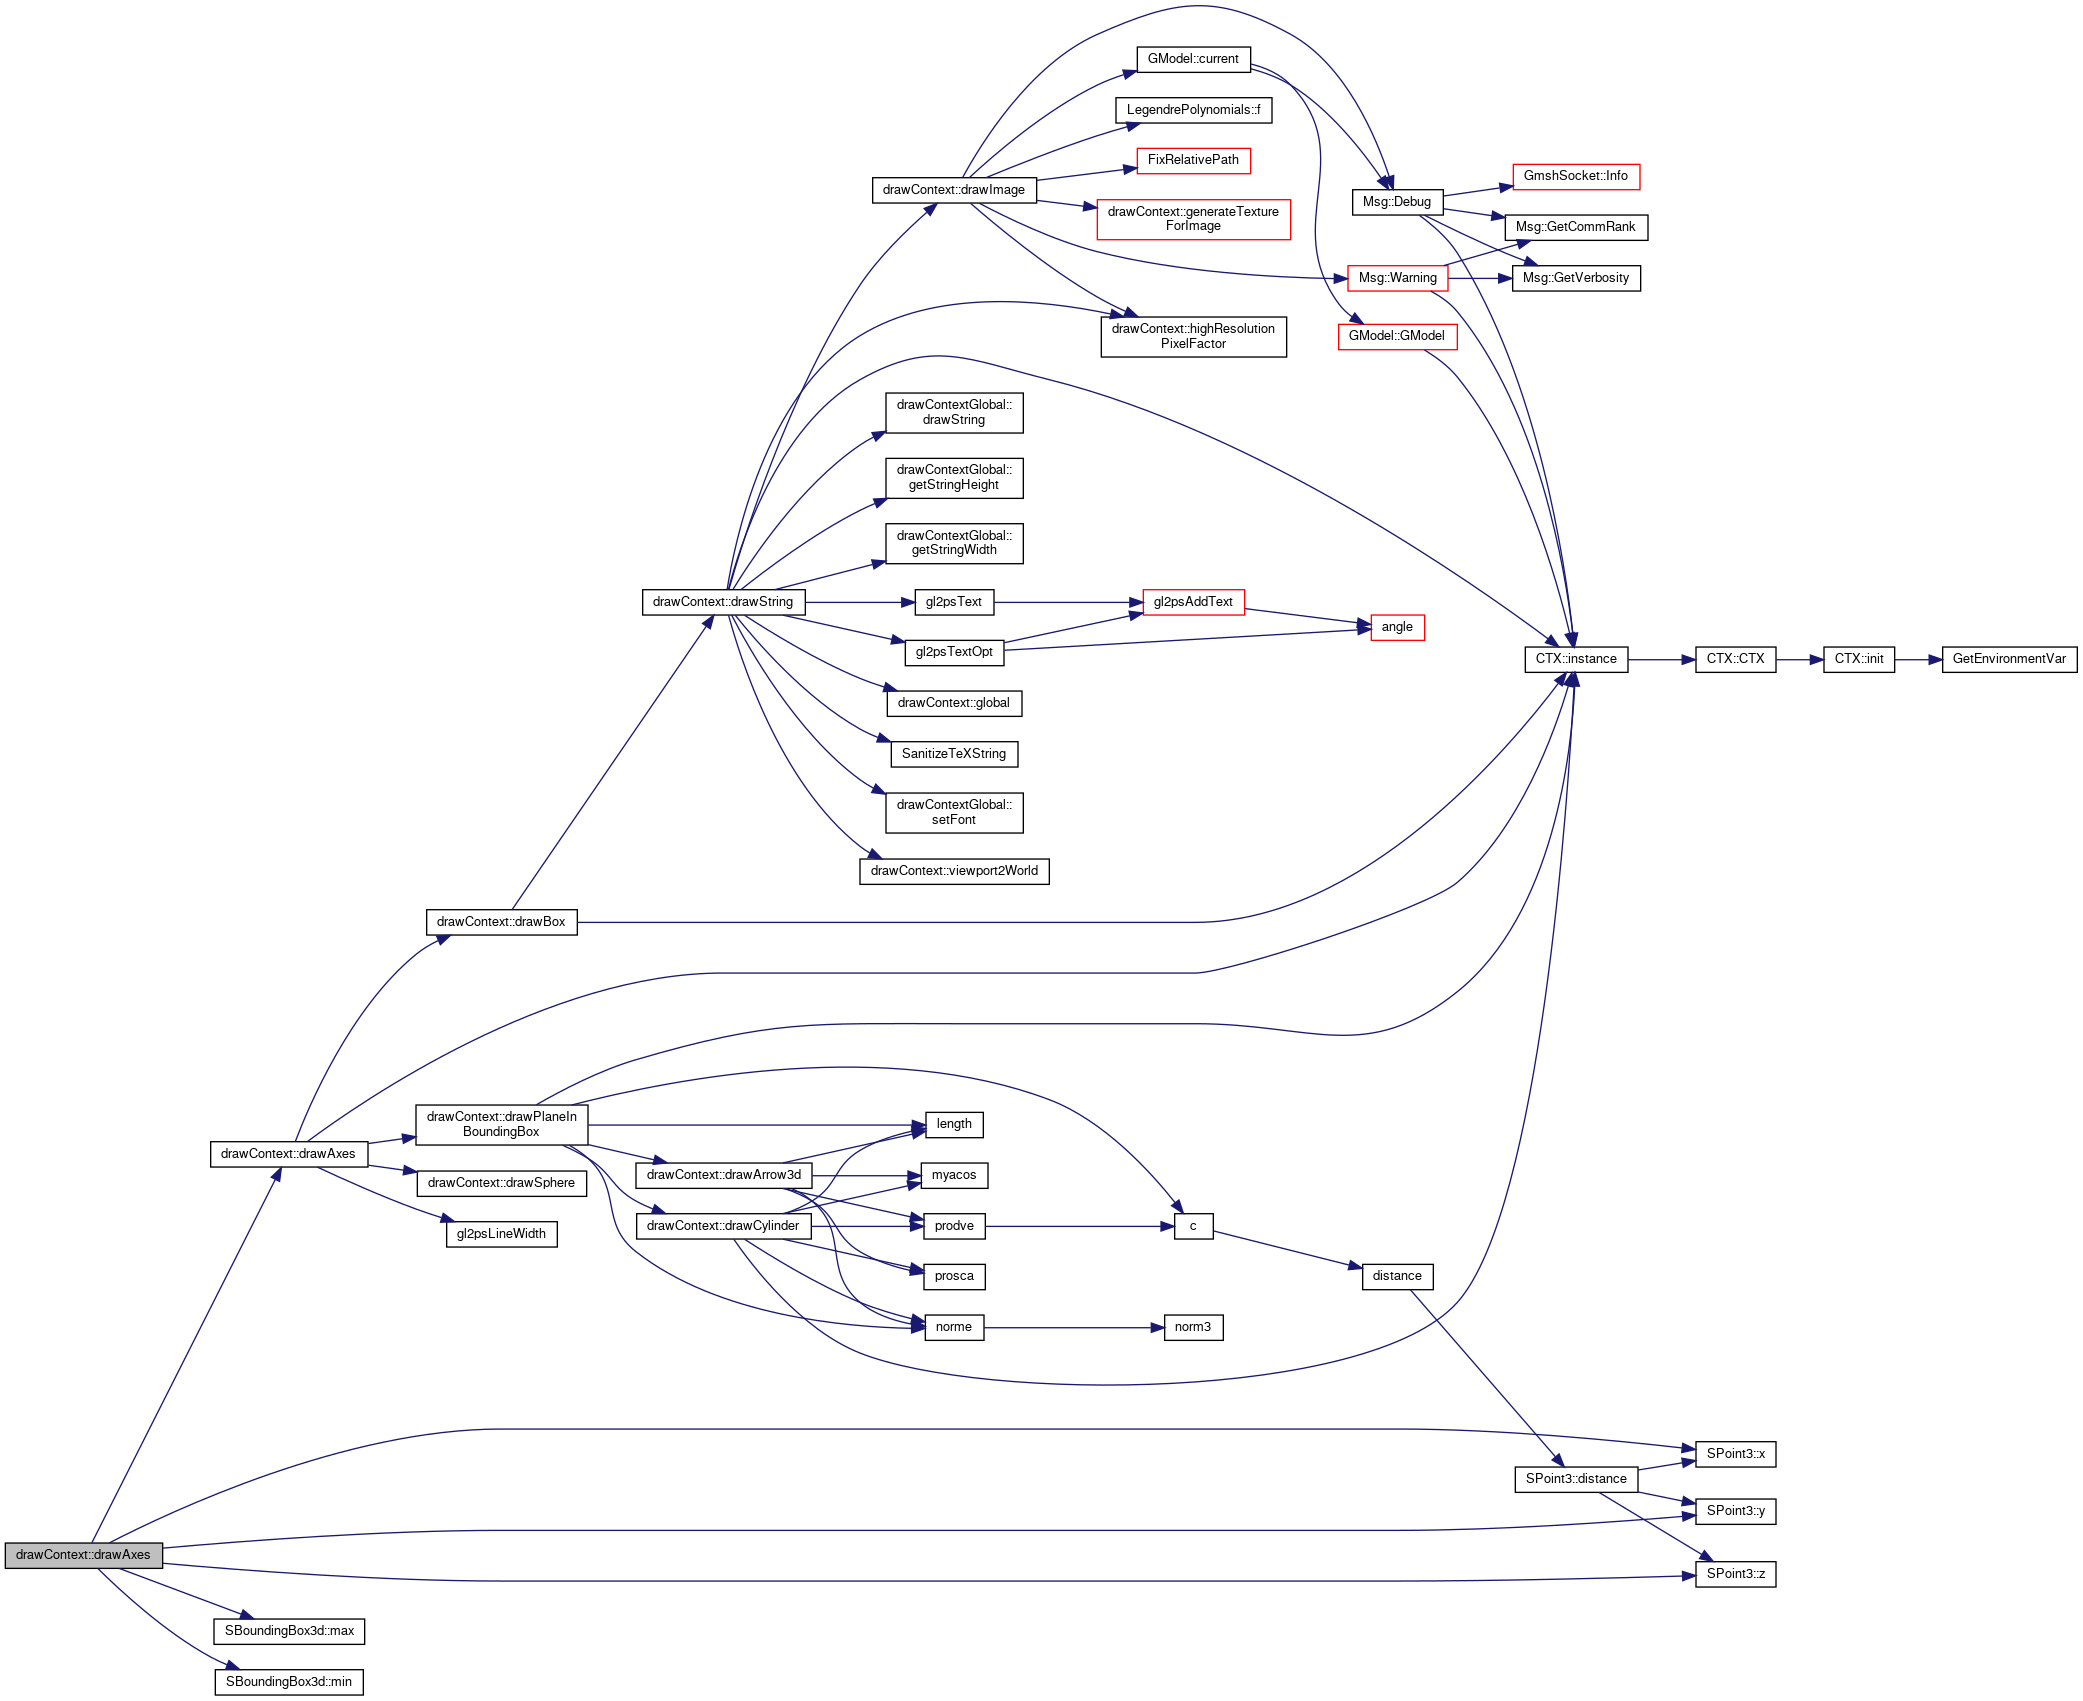 GModel::current
LegendrePolynomials::f
FixRelativePath
GmshSocket::Info
drawContext::drawImage
Msg::Debug
drawContext::generateTexture
ForImage
Msg::GetCommRank
Msg::Warning
Msg::GetVerbosity
drawContext::highResolution
PixelFactor
GModel::GModel
drawContextGlobal::
drawString
drawContextGlobal::
getStringHeight
drawContextGlobal::
getStringWidth
drawContext::drawString
gl2psText
gl2psAddText
angle
gl2psTextOpt
CTX::instance
CTX::CTX
CTX::init
GetEnvironmentVar
drawContext::global
SanitizeTeXString
drawContextGlobal::
setFont
drawContext::viewport2World
drawContext::drawBox
drawContext::drawPlaneIn
BoundingBox
length
drawContext::drawAxes
drawContext::drawArrow3d
myacos
drawContext::drawSphere
drawContext::drawCylinder
prodve
c
gl2psLineWidth
prosca
distance
norme
norm3
SPoint3::x
SPoint3::distance
SPoint3::y
drawContext::drawAxes
SPoint3::z
SBoundingBox3d::max
SBoundingBox3d::min